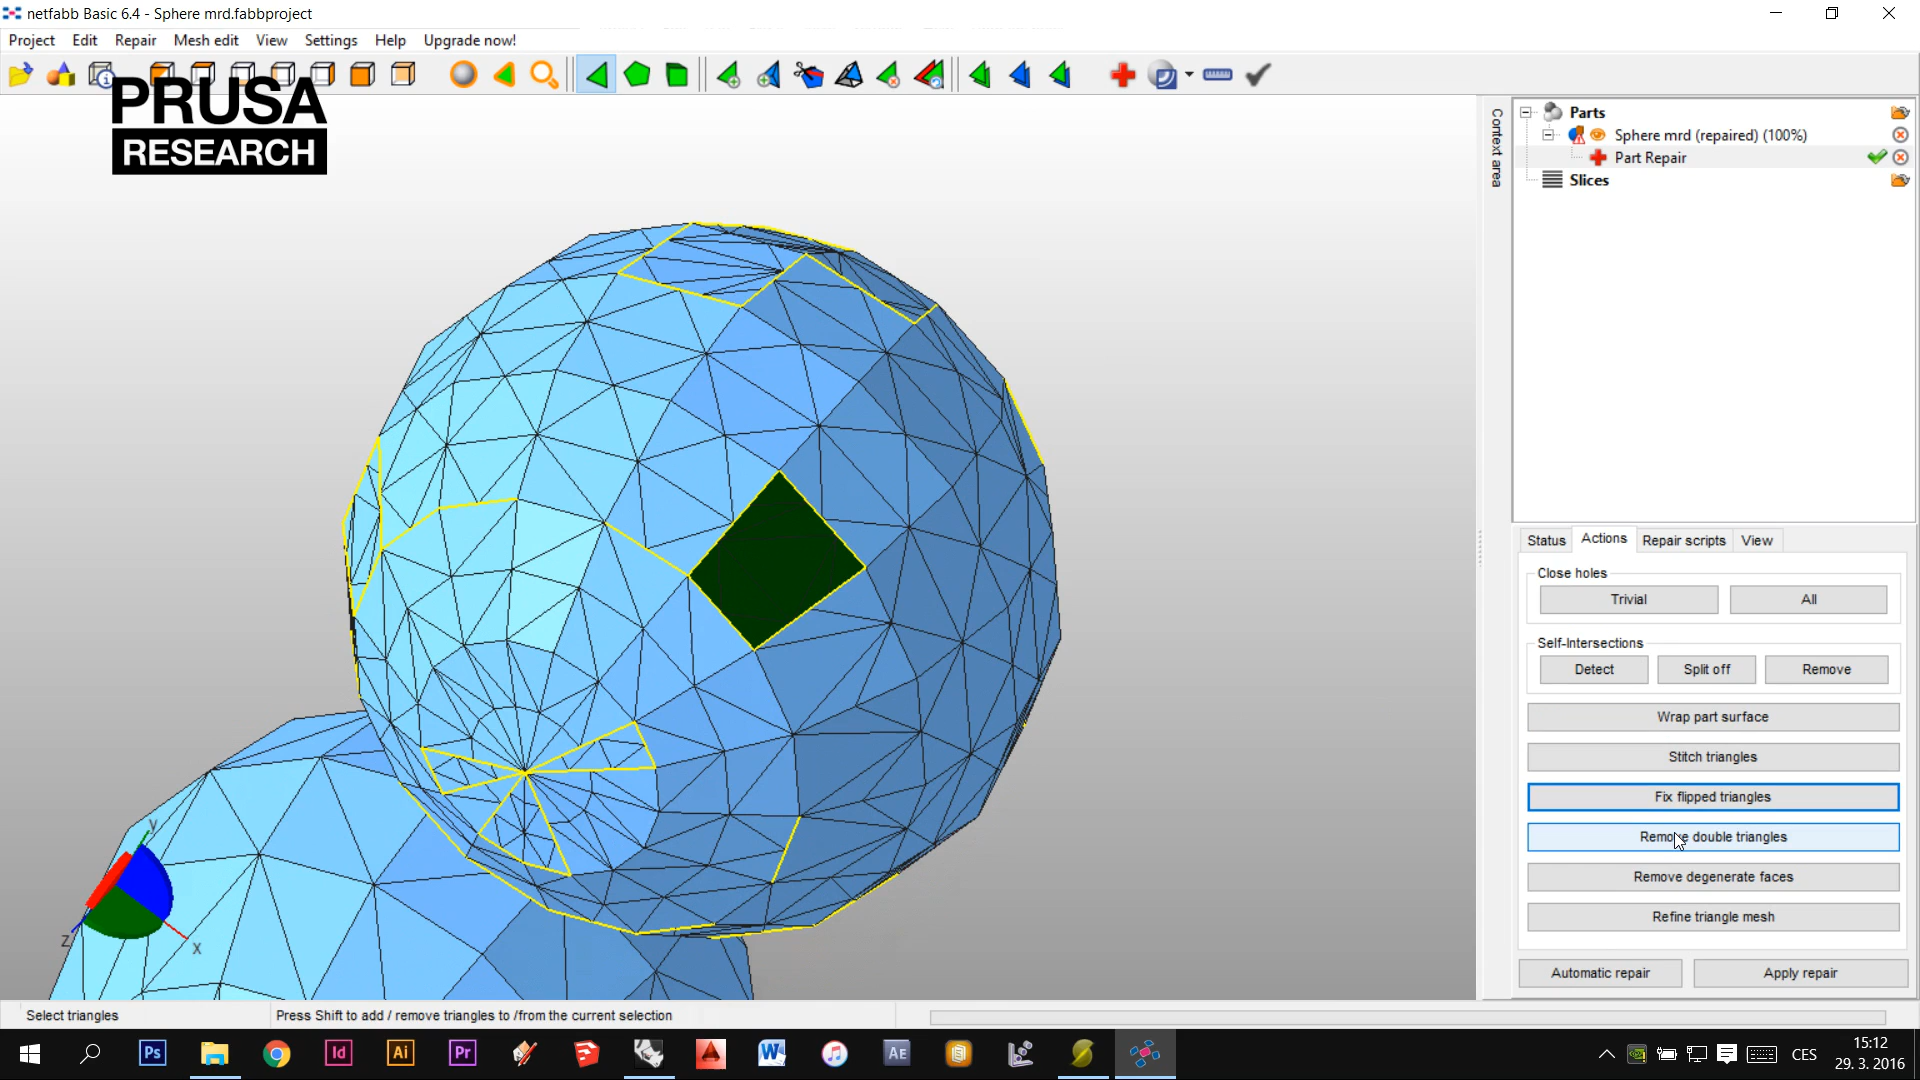 netfabb Basic 6.4 - Sphere mrd.fabbproject
Project Edit Repair Mesh edit View Settings Help Upgrade now!
PRUSA
RESEARCH
Context area
Parts
Sphere mrd (repaired) (100%)
Part Repair
Slices
Status Actions Repair scripts View
Close holes
Trivial All
Self-Intersections
Detect Split off Remove
Wrap part surface
Stitch triangles
Fix flipped triangles
Remove double triangles
Remove degenerate faces
Refine triangle mesh
Automatic repair Apply repair
y
z
x
Select triangles Press Shift to add / remove triangles to /from the current selection
Ps Id Ai Pr W AE CES 15:12
29. 3. 2016